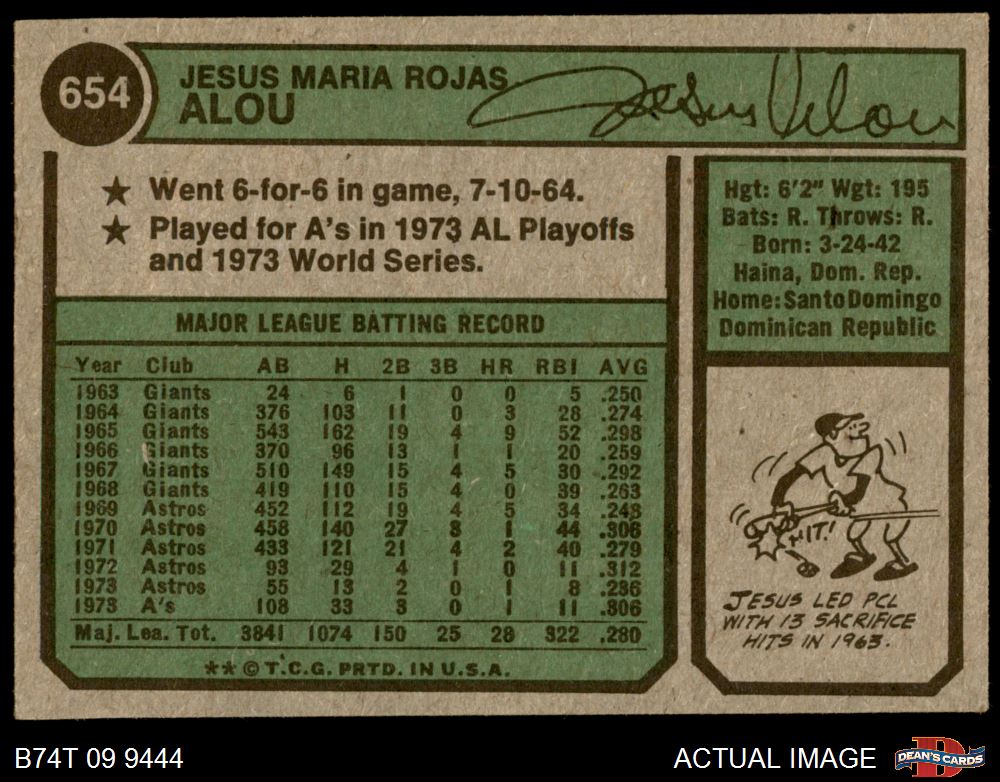 654
JESUS MARIA ROJAS
ALOU
Jesus Alou
★ Went 6-for-6 in game, 7-10-64.
★ Played for A's in 1973 AL Playoffs
and 1973 World Series.
Hgt: 6'2" Wgt: 195
Bats: R. Throws: R.
Born: 3-24-42
Haina, Dom. Rep.
Home: Santo Domingo
Dominican Republic
MAJOR LEAGUE BATTING RECORD
Year Club AB H 2B 3B HR RBI AVG
1963 Giants 24 6 1 0 0 5 .250
1964 Giants 376 103 11 0 3 28 .274
1965 Giants 543 162 19 4 9 52 .298
1966 Giants 370 96 13 1 1 20 .259
1967 Giants 510 149 15 4 5 30 .292
1968 Giants 419 110 15 4 0 39 .263
1969 Astros 452 112 19 4 5 34 .248
1970 Astros 458 140 27 8 1 44 .306
1971 Astros 433 121 21 4 2 40 .279
1972 Astros 93 29 4 1 0 11 .312
1973 Astros 55 13 2 0 1 8 .236
1973 A's 108 33 3 0 1 11 .306
Maj. Lea. Tot. 3841 1074 150 25 28 322 .280
** © T.C.G. PRTD. IN U.S.A.
HIT!
JESUS LED PCL
WITH 13 SACRIFICE
HITS IN 1963.
B74T 09 9444
ACTUAL IMAGE
D
DEAN'S CARDS